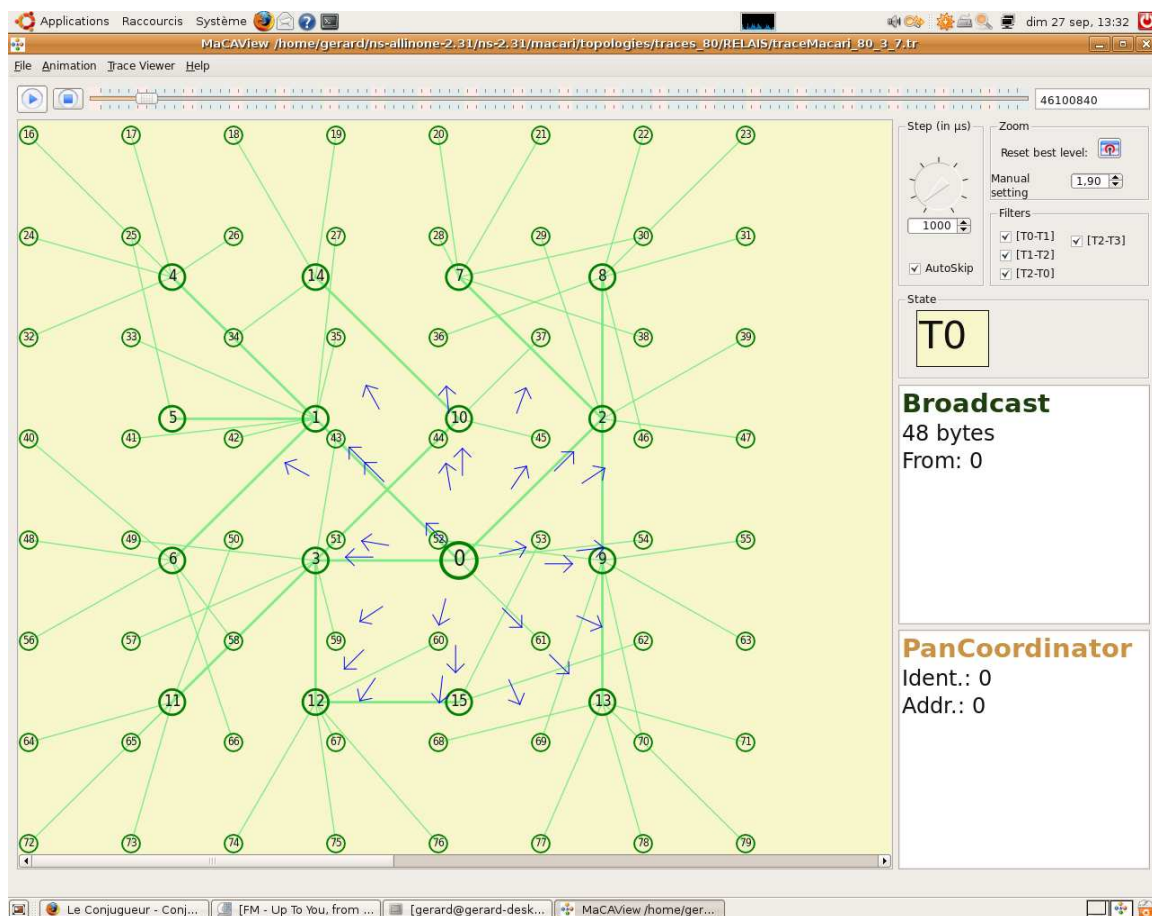 Applications Raccourcis Système dim 27 sep, 13:32
MaCAView /home/gerard/ns-allinone-2.31/ns-2.31/macari/topologies/traces_80/RELAIS/traceMacari_80_3_7.tr
File Animation Trace Viewer Help
46100840
Step (in µs)
1000
AutoSkip
Zoom
Reset best level:
Manual setting
1,90
Filters
[T0-T1] [T2-T3]
[T1-T2]
[T2-T0]
State
T0
Broadcast
48 bytes
From: 0
PanCoordinator
Ident.: 0
Addr.: 0
16 17 18 19 20 21 22 23
24 25 26 27 28 29 30 31
4 14 7 8
32 33 34 35 36 37 38 39
5 1 10 2
40 41 42 43 44 45 46 47
48 49 50 51 52 53 54 55
6 3 0 9
56 57 58 59 60 61 62 63
11 12 15 13
64 65 66 67 68 69 70 71
72 73 74 75 76 77 78 79
Le Conjugueur - Conj... [FM - Up To You, from ... [gerard@gerard-desk... MaCAView /home/ger...